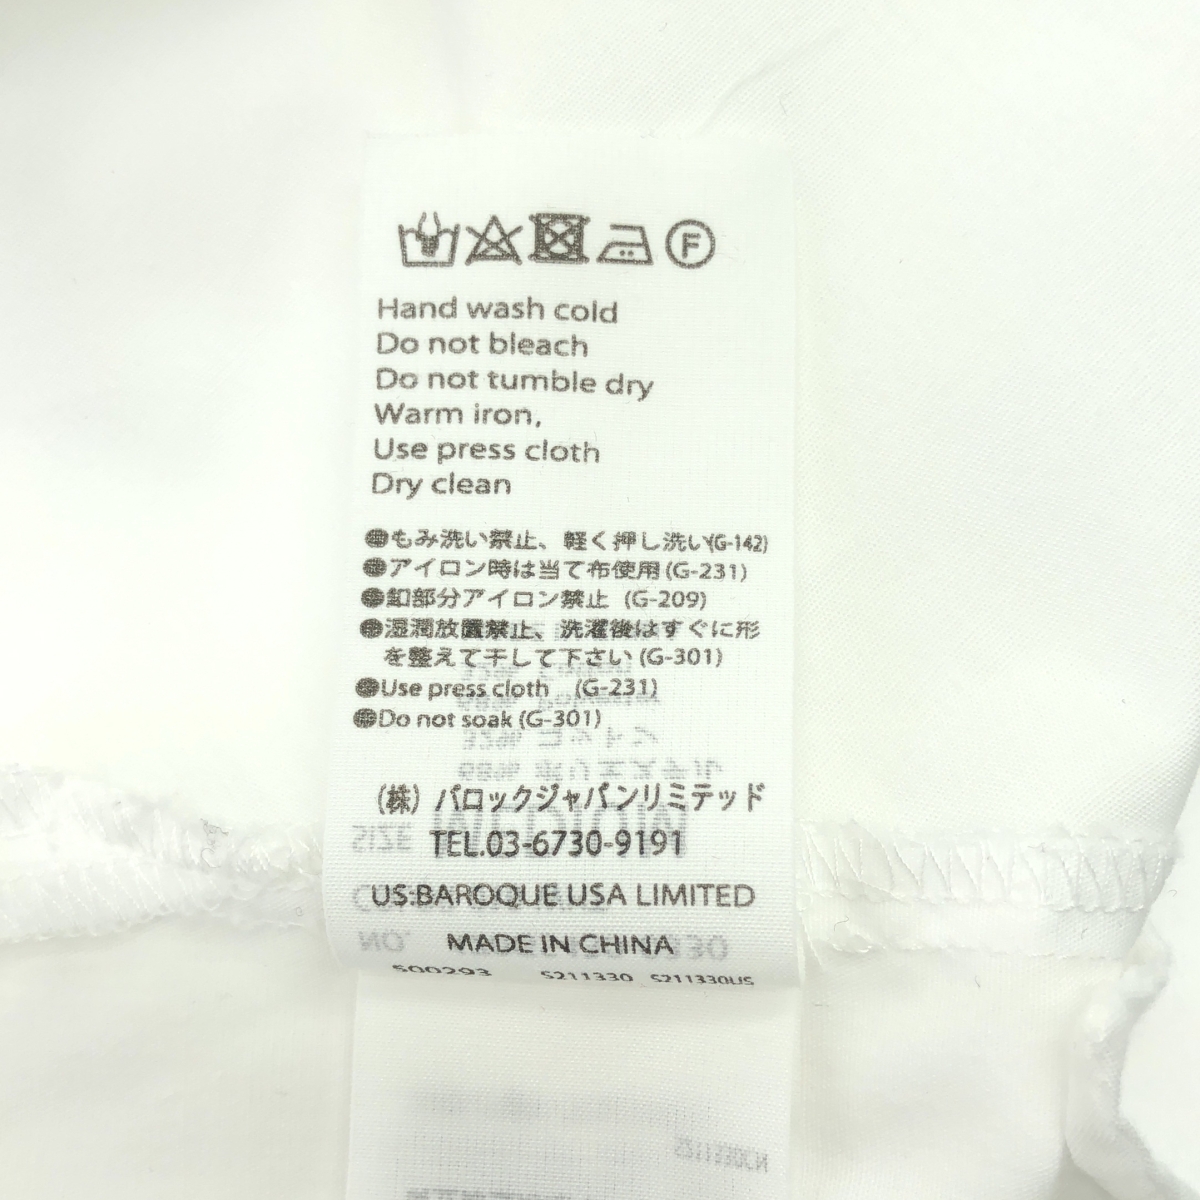 F
Hand wash cold
Do not bleach
Do not tumble dry
Warm iron,
Use press cloth
Dry clean
●もみ洗い禁止、軽く押し洗い(G-142)
●アイロン時は当て布使用(G-231)
●釦部分アイロン禁止 (G-209)
●湿潤放置禁止、洗濯後はすぐに形
を整えて干して下さい(G-301)
●Use press cloth (G-231)
●Do not soak (G-301)
(株) バロックジャパンリミテッド
TEL.03-6730-9191
US:BAROQUE USA LIMITED
MADE IN CHINA
S00293 S211330 S211330US